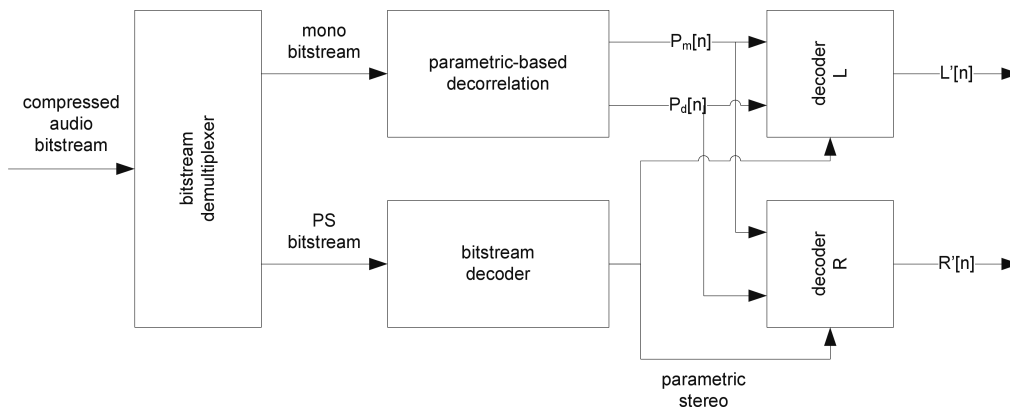 compressed
audio
bitstream
bitstream
demultiplexer
mono
bitstream
parametric-based
decorrelation
Pm[n]
Pd[n]
decoder
L
L'[n]
PS
bitstream
bitstream
decoder
decoder
R
R'[n]
parametric
stereo